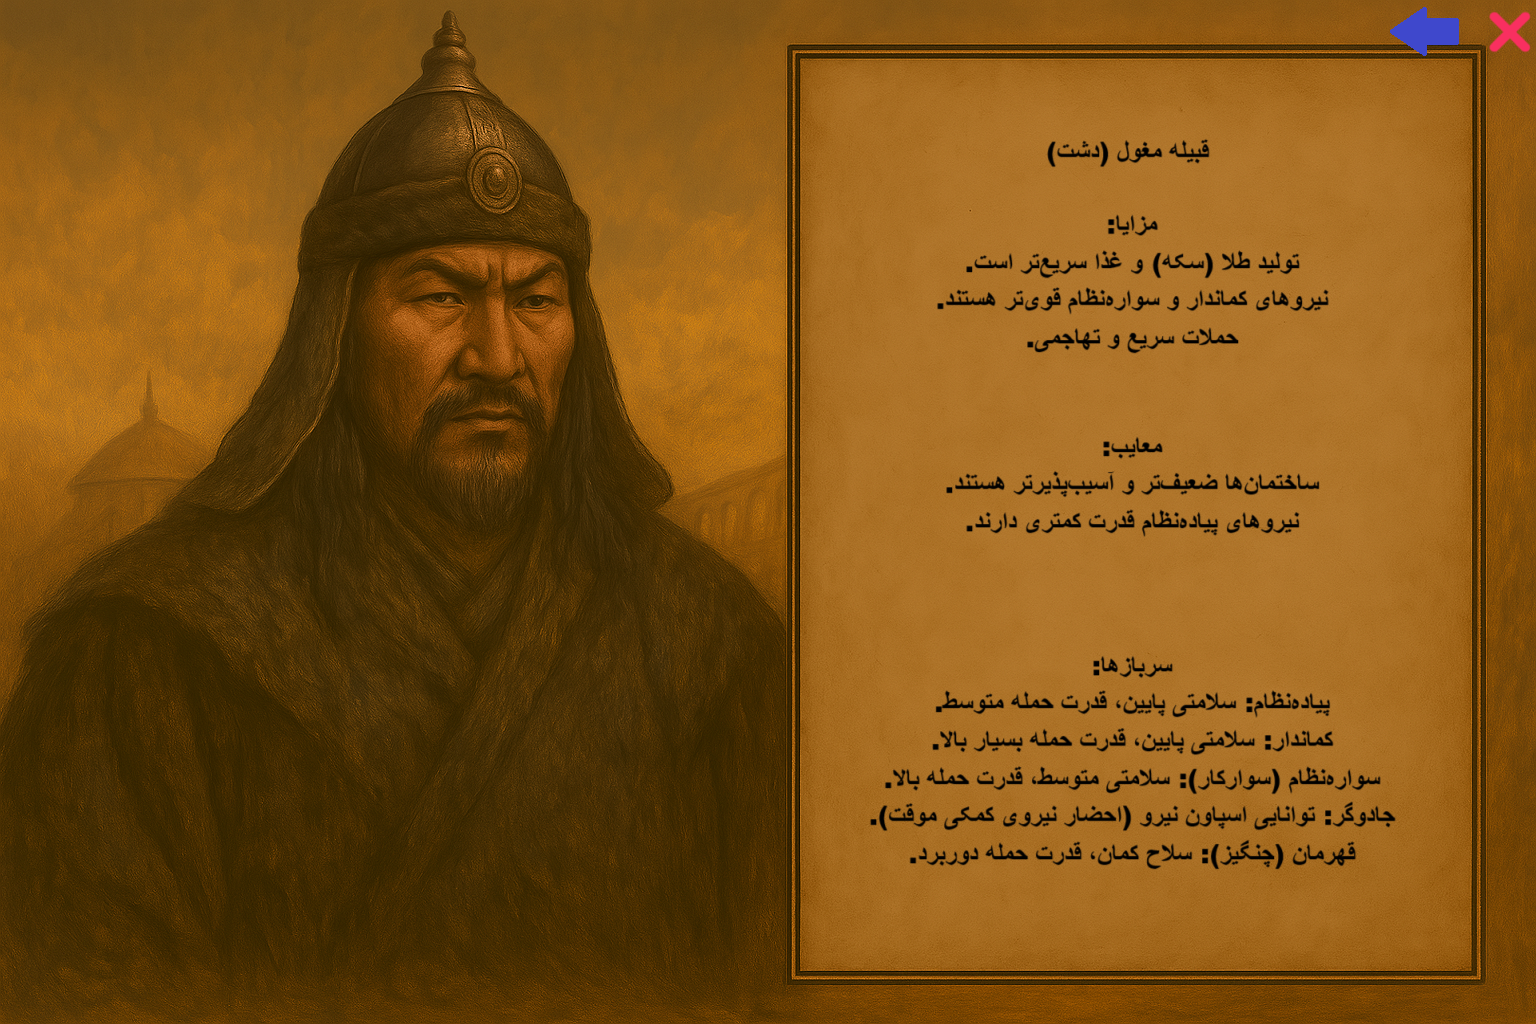 قبیله مغول (دشت)
مزایا:
تولید طلا (سکه) و غذا سریع‌تر است.
نیروهای کماندار و سواره‌نظام قوی‌تر هستند.
حملات سریع و تهاجمی.
معایب:
ساختمان‌ها ضعیف‌تر و آسیب‌پذیرتر هستند.
نیروهای پیاده‌نظام قدرت کمتری دارند.
سربازها:
پیاده‌نظام: سلامتی پایین، قدرت حمله متوسط.
کماندار: سلامتی پایین، قدرت حمله بسیار بالا.
سواره‌نظام (سوارکار): سلامتی متوسط، قدرت حمله بالا.
جادوگر: توانایی اسپاون نیرو (احضار نیروی کمکی موقت).
قهرمان (چنگیز): سلاح کمان، قدرت حمله دوربرد.